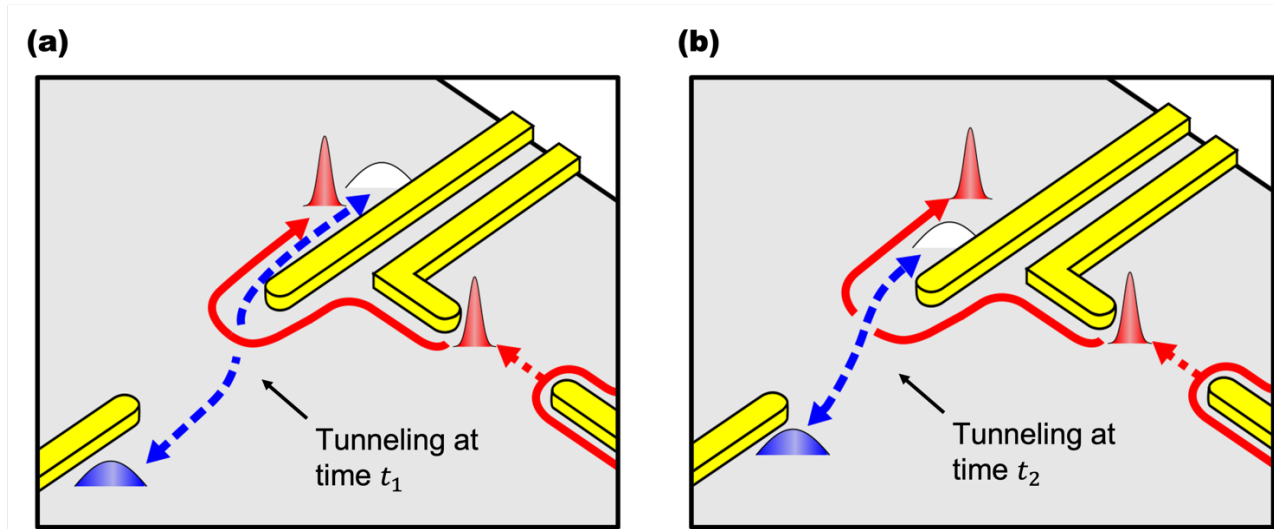 (a)
(b)
Tunneling at
time t₁
Tunneling at
time t₂